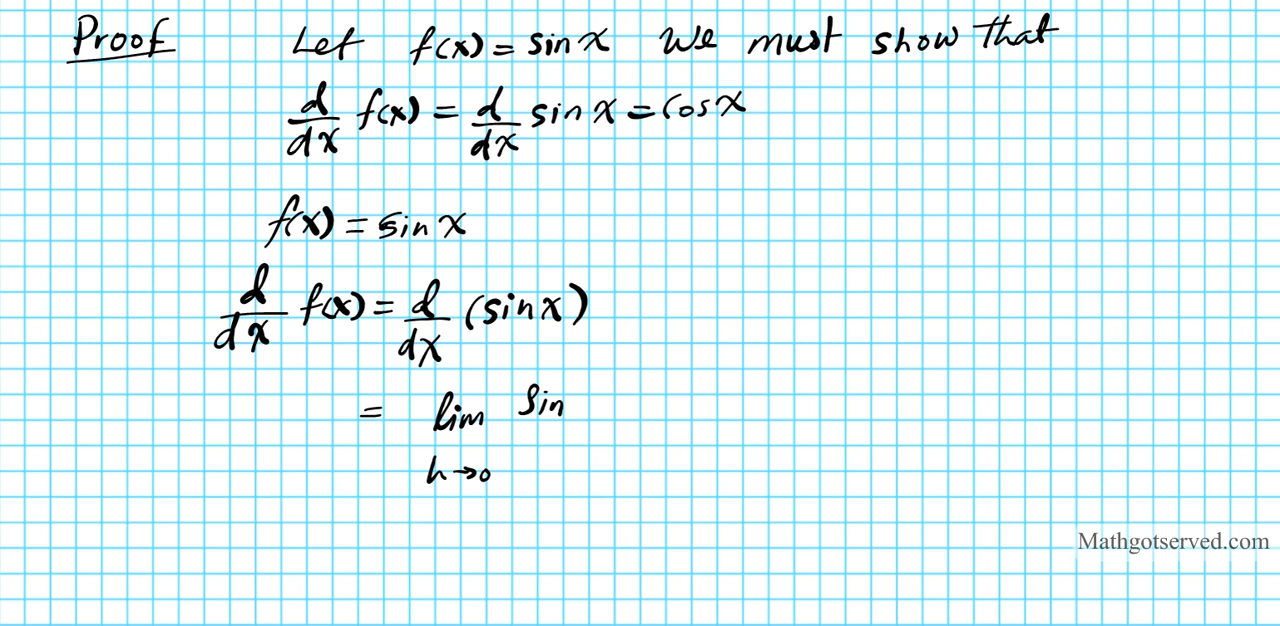 Proof Let f(x) = sin x We must show that
d/dx f(x) = d/dx sin x = cos x
f(x) = sin x
d/dx f(x) = d/dx (sin x)
= lim h→0 sin
Mathgotserved.com